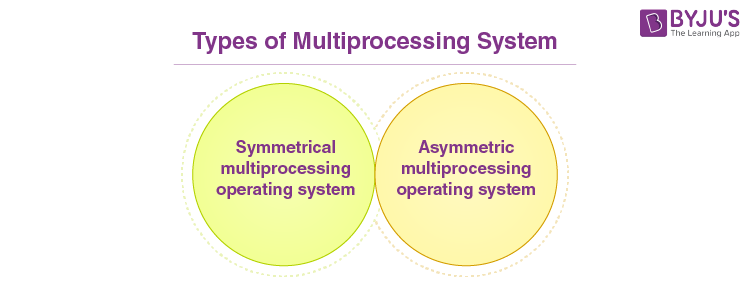 BYJU'S
The Learning App
Types of Multiprocessing System
Symmetrical
multiprocessing
operating system
Asymmetric
multiprocessing
operating system